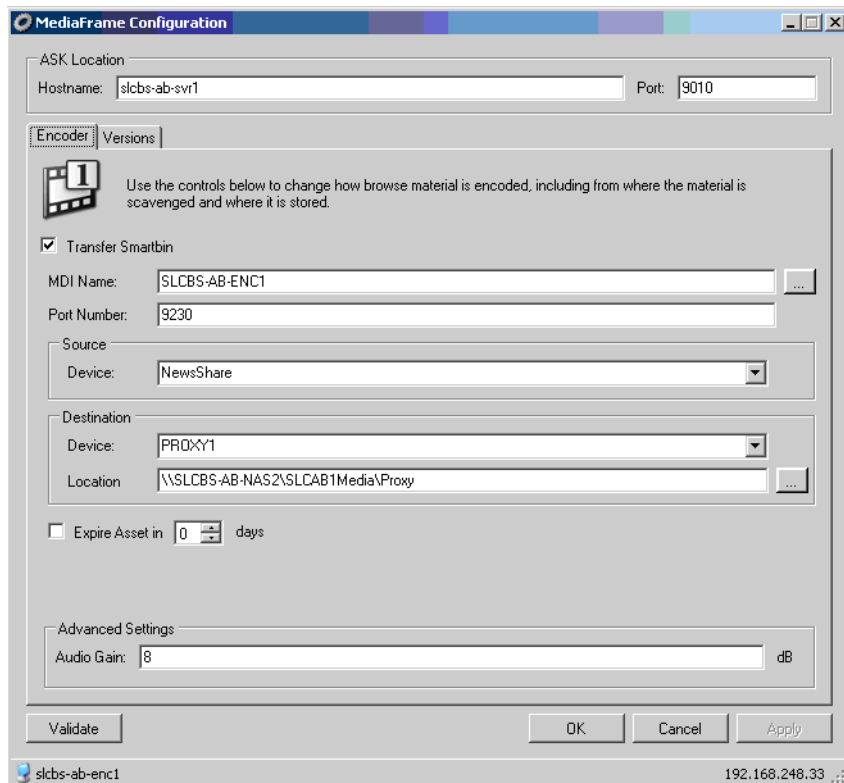 MediaFrame Configuration
ASK Location
Hostname: slcbs-ab-svr1 Port: 9010
Encoder Versions
1
Use the controls below to change how browse material is encoded, including from where the material is
scavenged and where it is stored.
Transfer Smartbin
MDI Name: SLCBS-AB-ENC1 ...
Port Number: 9230
Source
Device: NewsShare
Destination
Device: PROXY1
Location \\SLCBS-AB-NAS2\SLCAB1Media\Proxy ...
Expire Asset in 0 days
Advanced Settings
Audio Gain: 8 dB
Validate OK Cancel Apply
slcbs-ab-enc1 192.168.248.33